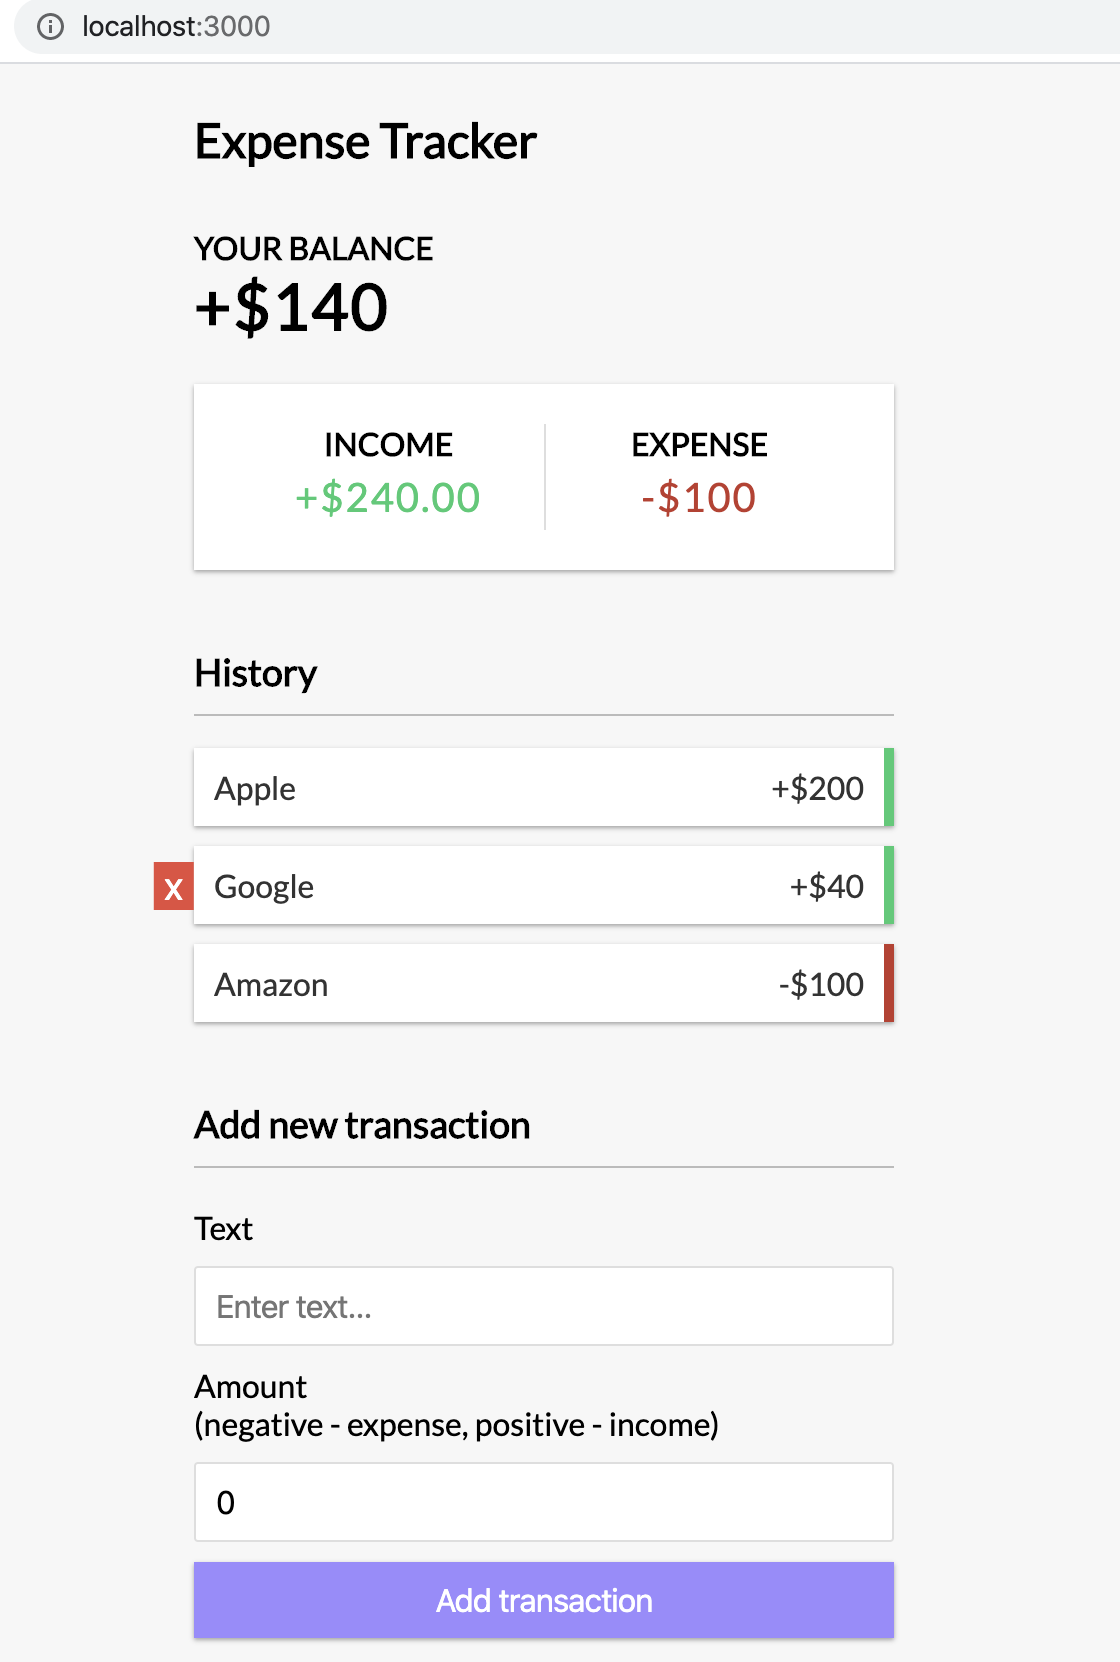 localhost:3000
Expense Tracker
YOUR BALANCE
+$140
INCOME EXPENSE
+$240.00 -$100
History
Apple +$200
x Google +$40
Amazon -$100
Add new transaction
Text
Enter text...
Amount
(negative - expense, positive - income)
0
Add transaction